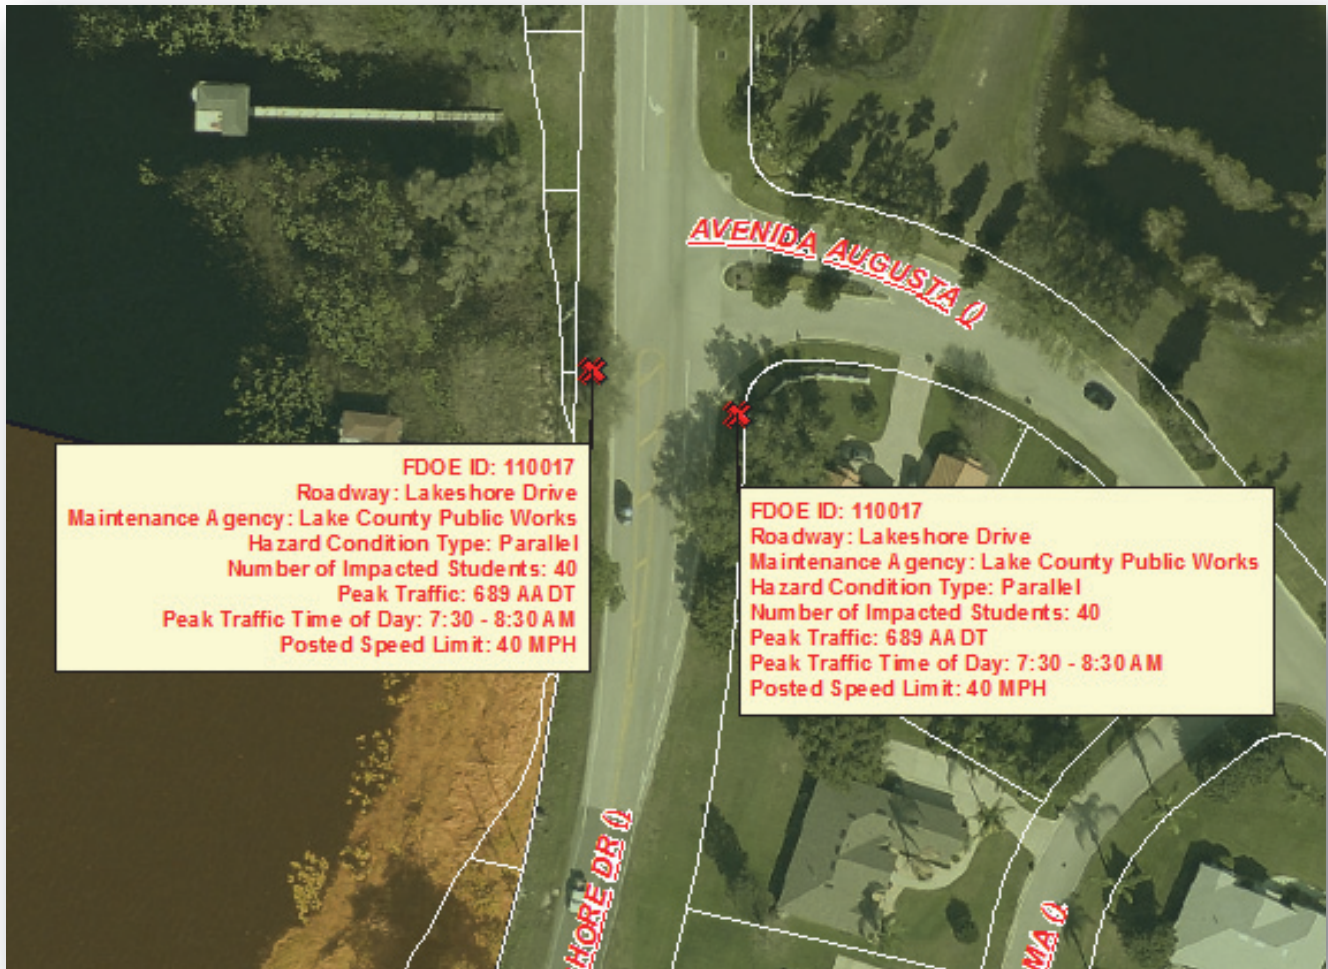 AVENIDA AUGUSTA ()
FDOE ID: 110017
Roadway: Lakeshore Drive
Maintenance Agency: Lake County Public Works
Hazard Condition Type: Parallel
Number of Impacted Students: 40
Peak Traffic: 689 AADT
Peak Traffic Time of Day: 7:30 - 8:30 AM
Posted Speed Limit: 40 MPH
FDOE ID: 110017
Roadway: Lakeshore Drive
Maintenance Agency: Lake County Public Works
Hazard Condition Type: Parallel
Number of Impacted Students: 40
Peak Traffic: 689 AADT
Peak Traffic Time of Day: 7:30 - 8:30 AM
Posted Speed Limit: 40 MPH
HORE DR ()
MA ()